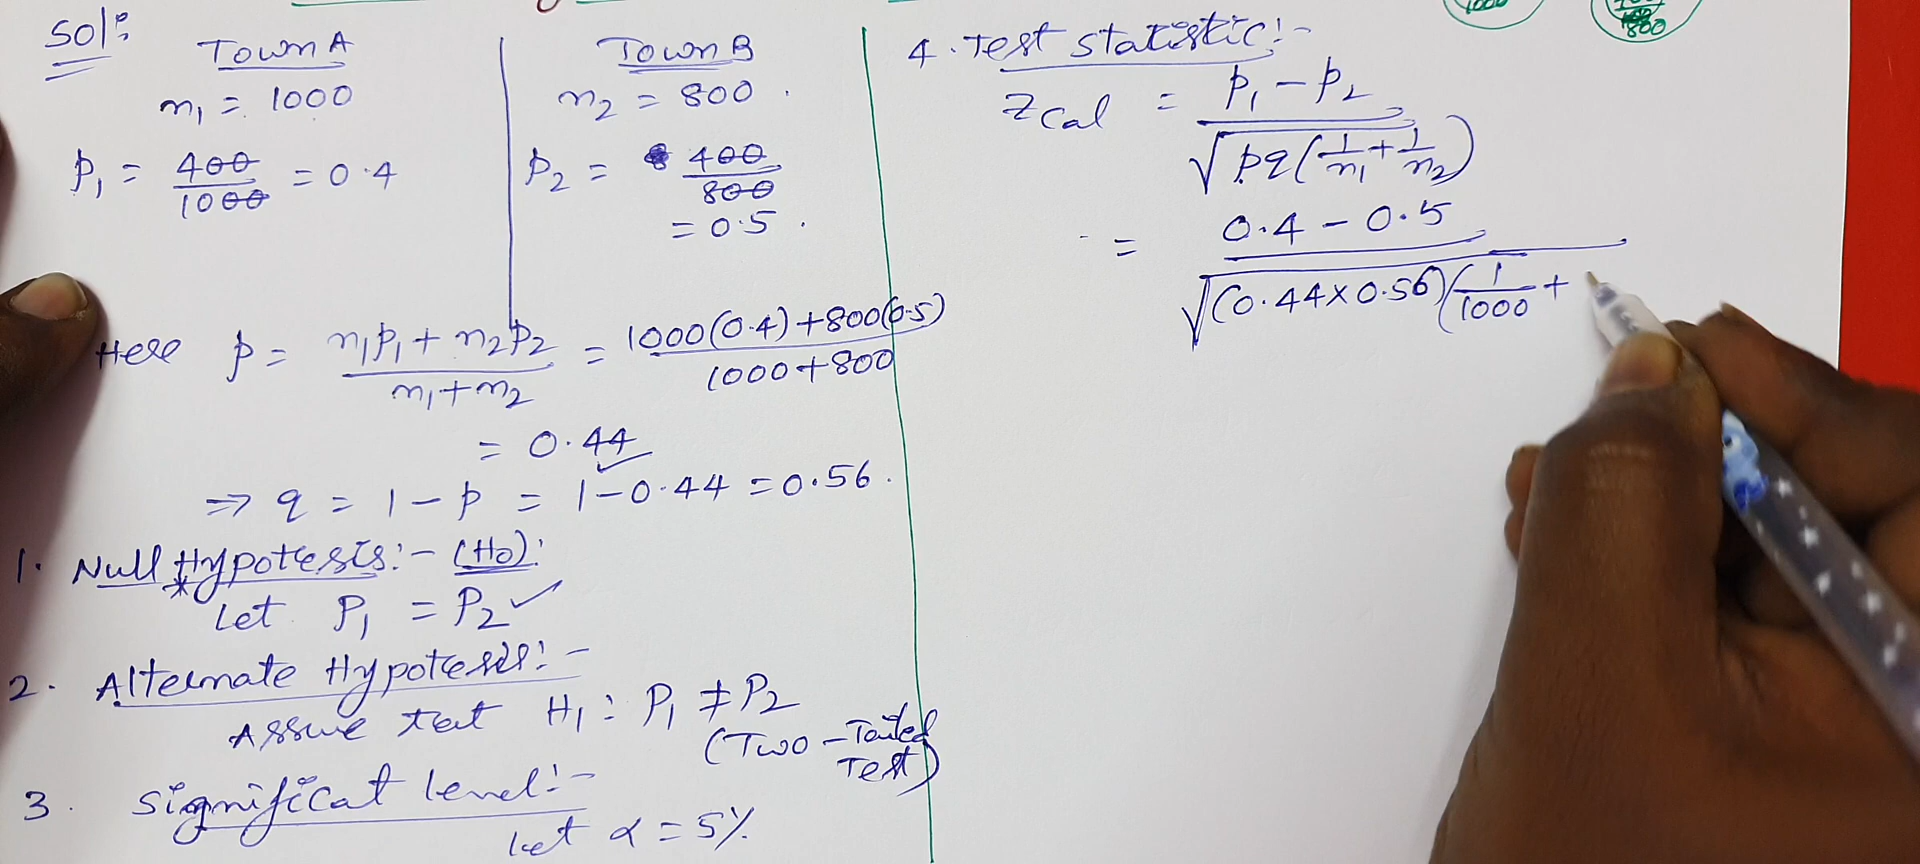 Sol:
Town A
n₁ = 1000
p₁ = 400/1000 = 0.4
Town B
n₂ = 800.
p₂ = 400/800
= 0.5.
Here p = (n₁p₁ + n₂p₂)/(n₁+n₂) = (1000(0.4)+800(0.5))/(1000+800)
= 0.44
⇒ q = 1 - p = 1-0.44 = 0.56.
1. Null Hypotesis:- (H0):
Let P₁ = P₂ ✓
2. Alternate Hypotesis:-
Assume that H₁: P₁ ≠ P₂
(Two-Tailed
Test)
3. Significat level:-
Let α = 5%
4. Test statistic:-
Z cal = (p₁ - p₂)/√(pq(1/n₁ + 1/n₂))
= (0.4 - 0.5)/√((0.44×0.56)(1/1000 +
1000
800